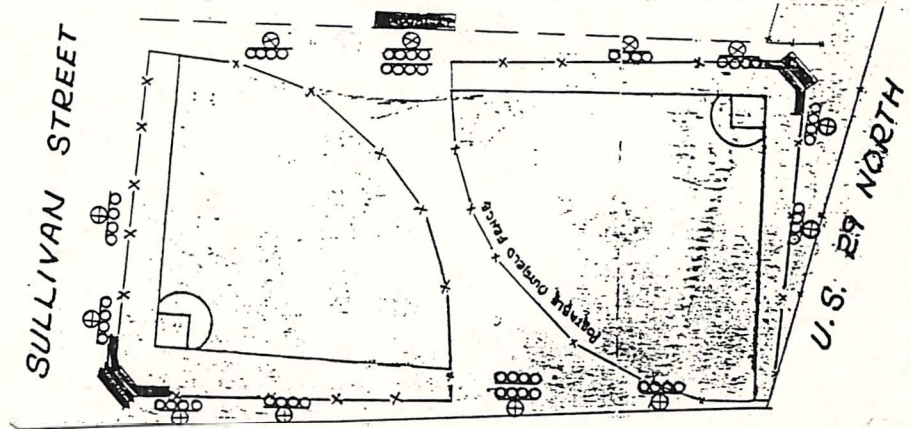 SULLIVAN STREET
PORTABLE OUTFIELD FENCE
U.S. 29 NORTH